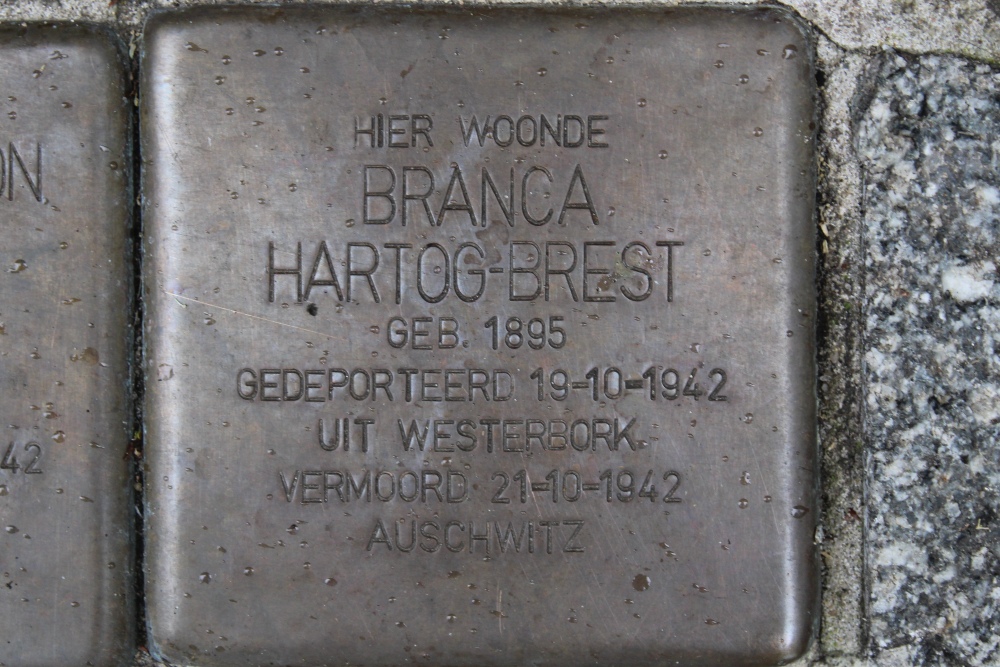 HIER WOONDE
BRANCA
HARTOG-BREST
GEB. 1895
GEDEPORTEERD 19-10-1942
UIT WESTERBORK
VERMOORD 21-10-1942
AUSCHWITZ